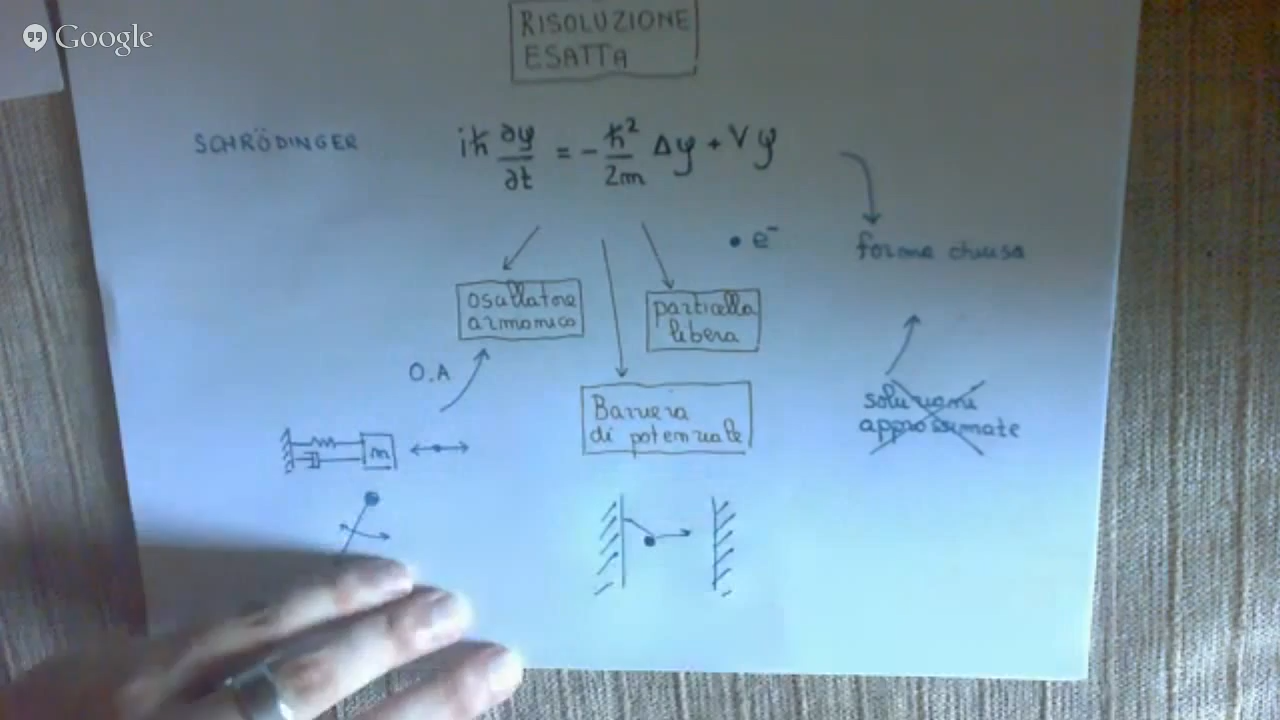 Google
RISOLUZIONE
ESATTA
SCHRÖDINGER
iħ ∂ψ/∂t = - ħ²/2m Δψ + Vψ
• e⁻
forma chiusa
oscillatore
armonico
particella
libera
O.A
Barriera
di potenziale
soluzioni
approssimate
m